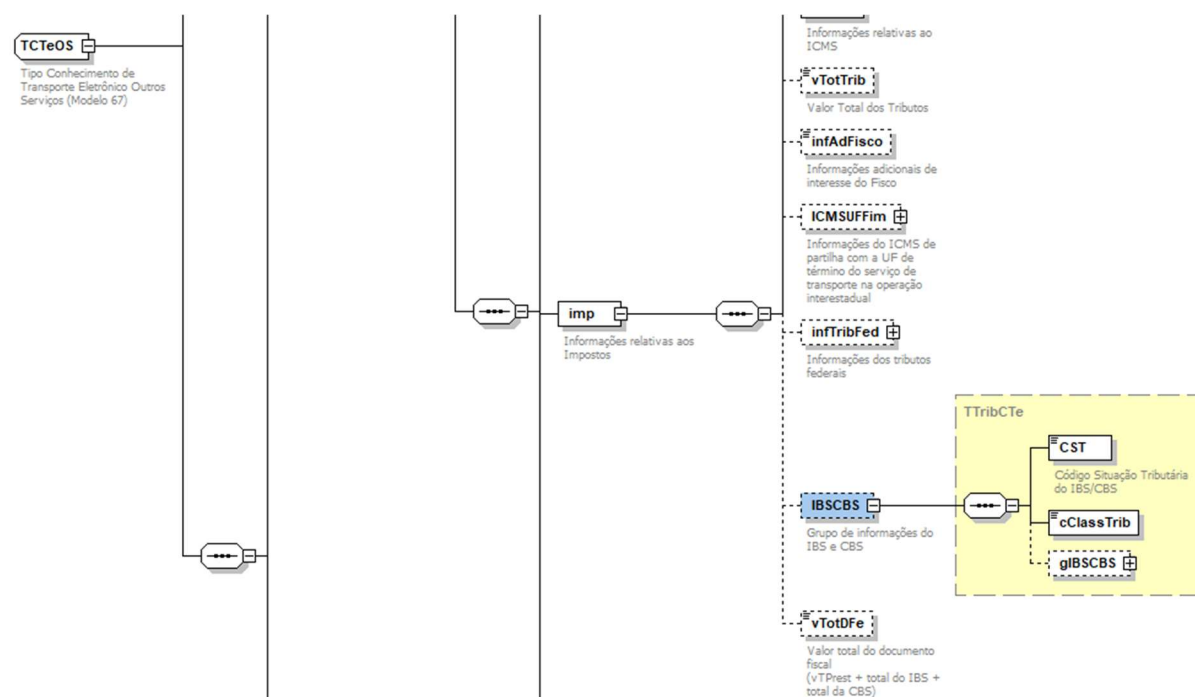 TCTeOS
Tipo Conhecimento de
Transporte Eletrônico Outros
Serviços (Modelo 67)
imp
Informações relativas aos
Impostos
Informações relativas ao
ICMS
vTotTrib
Valor Total dos Tributos
infAdFisco
Informações adicionais de
interesse do Fisco
ICMSUFFim
Informações do ICMS de
partilha com a UF de
término do serviço de
transporte na operação
interestadual
infTribFed
Informações dos tributos
federais
IBSCBS
Grupo de informações do
IBS e CBS
TTribCTe
CST
Código Situação Tributária
do IBS/CBS
cClassTrib
gIBSCBS
vTotDFe
Valor total do documento
fiscal
(vTPrest + total do IBS +
total da CBS)